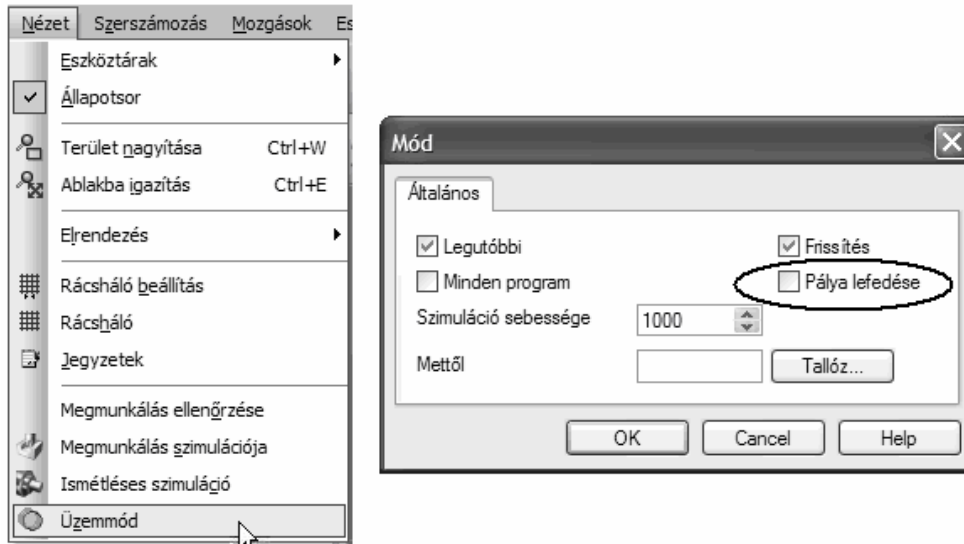 Nézet Szerszámozás Mozgások Es
Eszköztárak
Állapotsor
Terület nagyítása Ctrl+W
Ablakba igazítás Ctrl+E
Elrendezés
Rácsháló beállítás
Rácsháló
Jegyzetek
Megmunkálás ellenőrzése
Megmunkálás szimulációja
Ismétléses szimuláció
Üzemmód
Mód
Általános
Legutóbbi Frissítés
Minden program Pálya lefedése
Szimuláció sebessége 1000
Mettől Tallóz...
OK Cancel Help